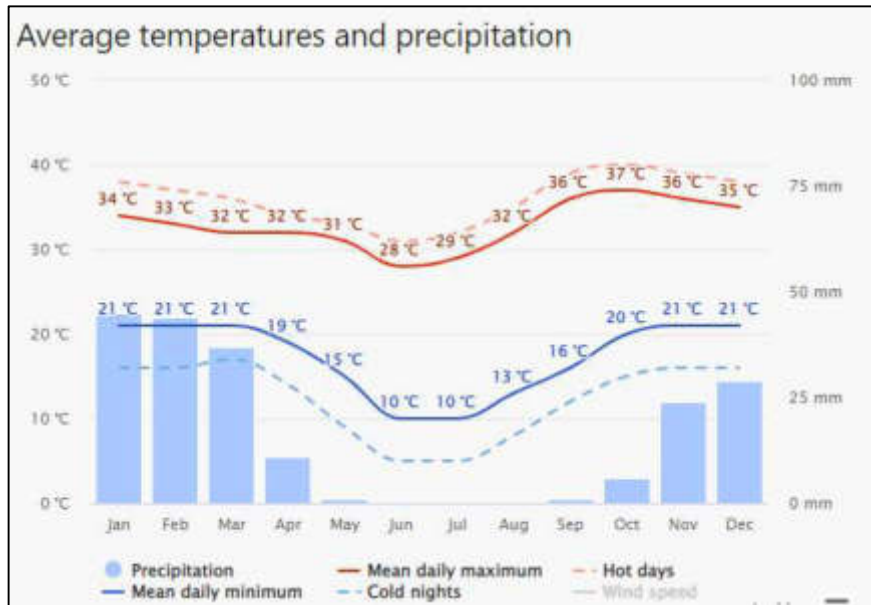 Average temperatures and precipitation
50 °C
100 mm
40 °C
75 mm
30 °C
50 mm
20 °C
25 mm
10 °C
0 °C
0 mm
34 °C 33 °C 32 °C 32 °C 31 °C 28 °C 29 °C 32 °C 36 °C 37 °C 36 °C 35 °C
21 °C 21 °C 21 °C 19 °C 15 °C 10 °C 10 °C 13 °C 16 °C 20 °C 21 °C 21 °C
Jan Feb Mar Apr May Jun Jul Aug Sep Oct Nov Dec
Precipitation Mean daily maximum Hot days
Mean daily minimum Cold nights Wind speed